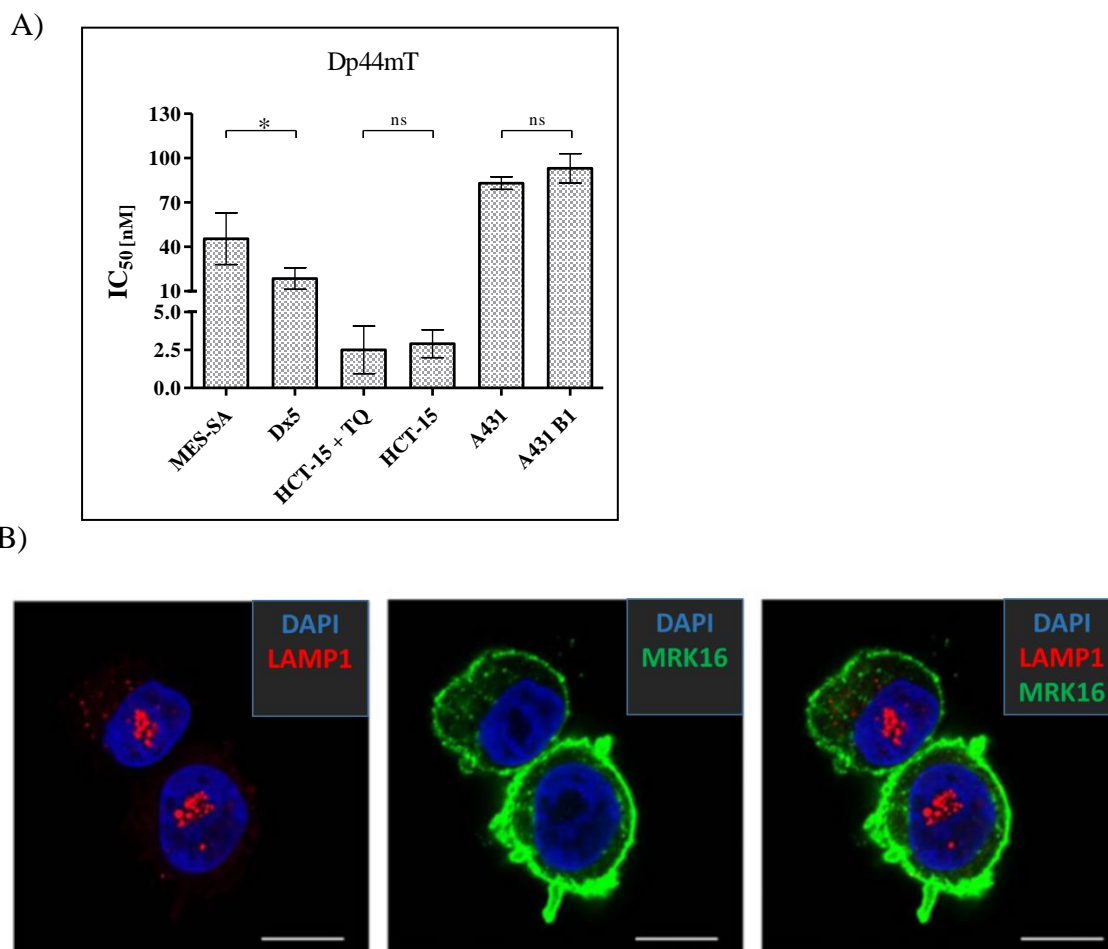 A)
Dp44mT
130
100
70
40
10
5.0
2.5
0.0
IC50 [nM]
*
ns
ns
MES-SA
Dx5
HCT-15 + TQ
HCT-15
A431
A431 B1
B)
DAPI
LAMP1
DAPI
MRK16
DAPI
LAMP1
MRK16